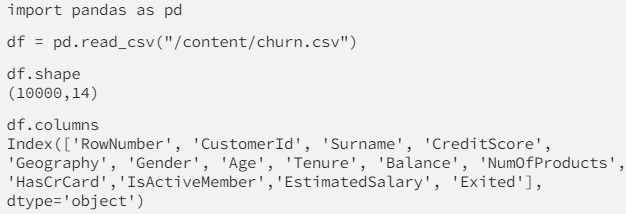 import pandas as pd
df = pd.read_csv("/content/churn.csv")
df.shape
(10000,14)
df.columns
Index(['RowNumber', 'CustomerId', 'Surname', 'CreditScore',
'Geography', 'Gender', 'Age', 'Tenure', 'Balance', 'NumOfProducts',
'HasCrCard','IsActiveMember','EstimatedSalary', 'Exited'],
dtype='object')